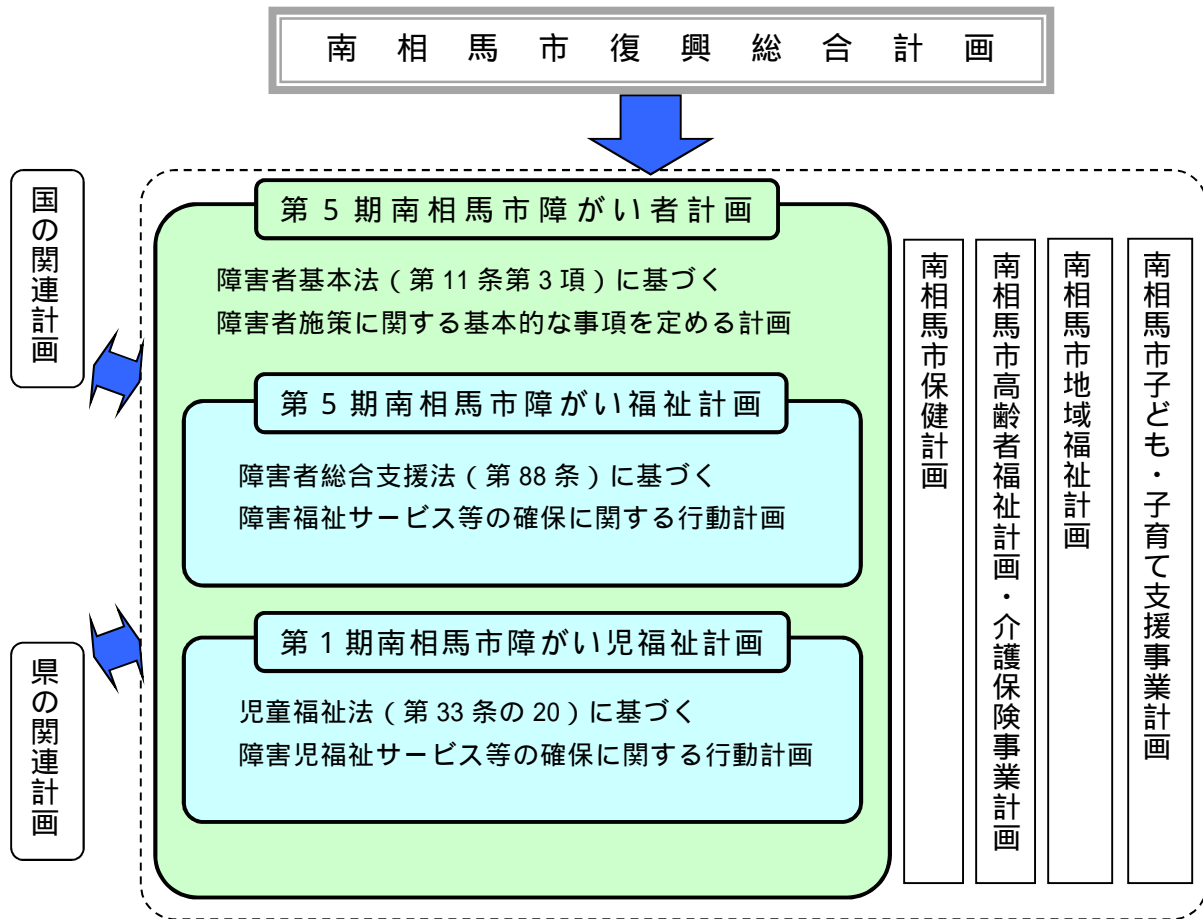 南相馬市復興総合計画
国の関連計画
県の関連計画
第5期南相馬市障がい者計画
障害者基本法（第11条第3項）に基づく
障害者施策に関する基本的な事項を定める計画
第5期南相馬市障がい福祉計画
障害者総合支援法（第88条）に基づく
障害福祉サービス等の確保に関する行動計画
第1期南相馬市障がい児福祉計画
児童福祉法（第33条の20）に基づく
障害児福祉サービス等の確保に関する行動計画
南相馬市保健計画
南相馬市高齢者福祉計画・介護保険事業計画
南相馬市地域福祉計画
南相馬市子ども・子育て支援事業計画